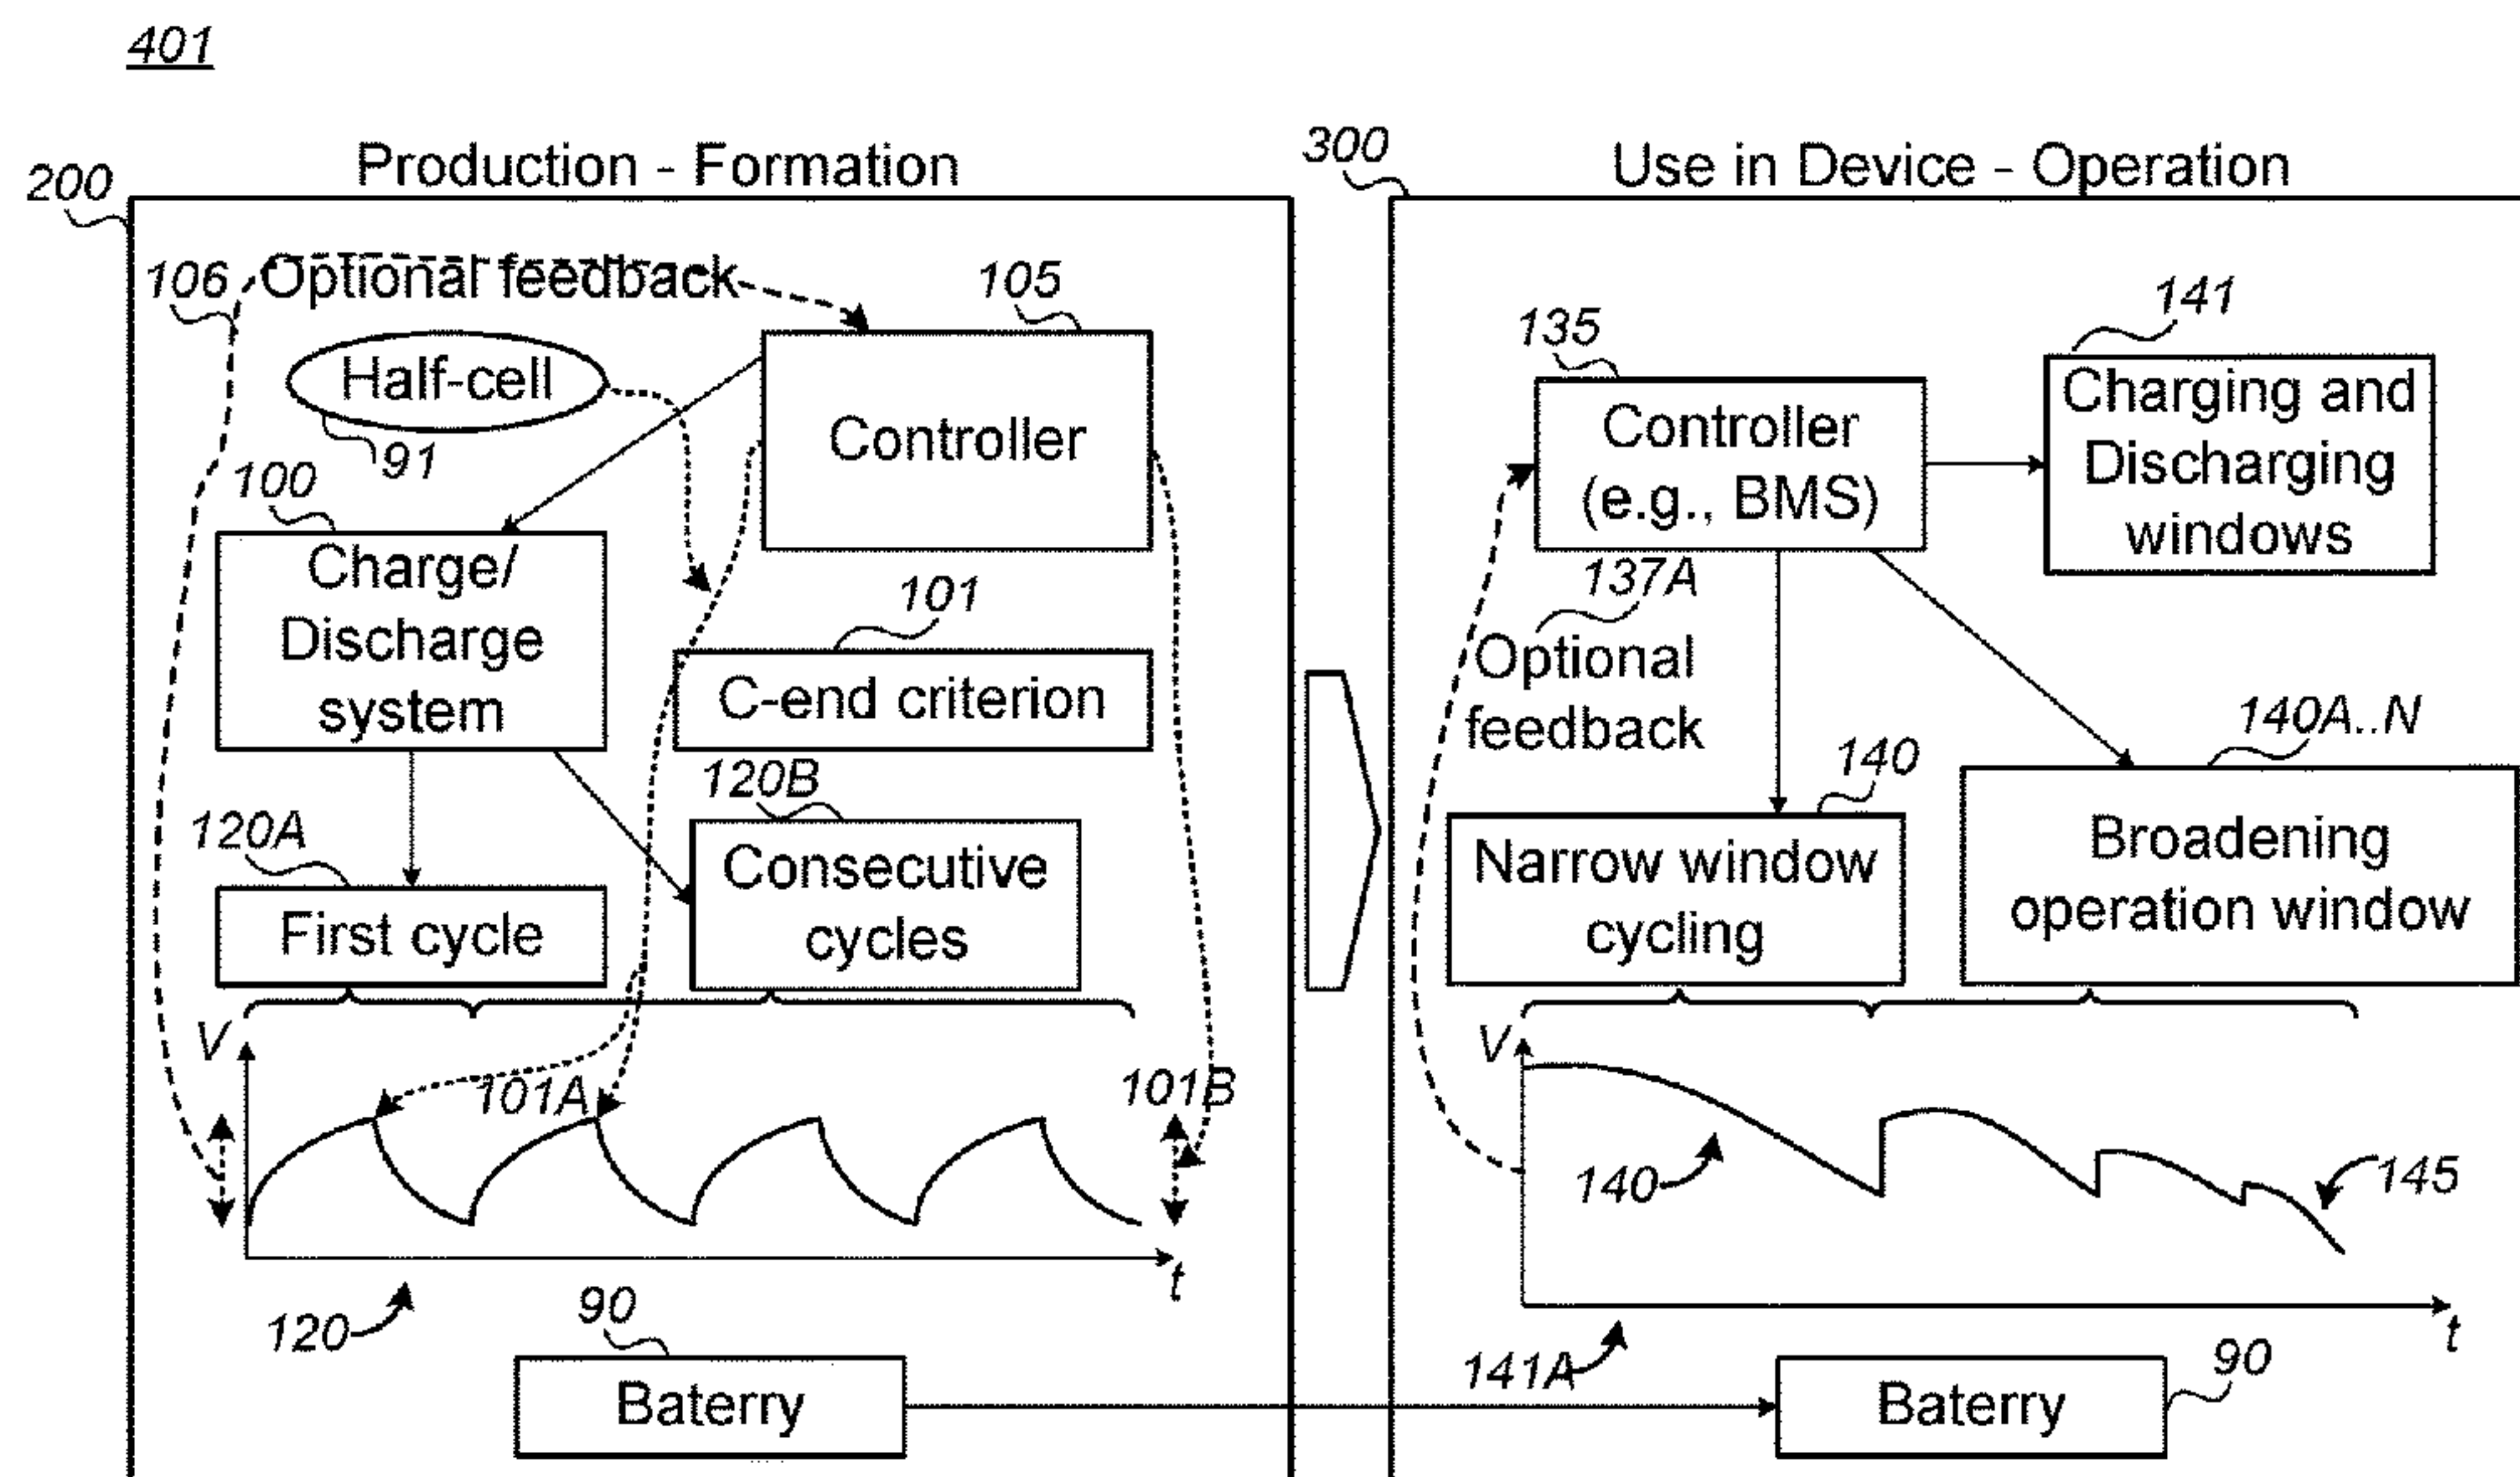 401
200
Production - Formation
106
Optional feedback
105
Half-cell
91
Controller
100
Charge/
Discharge
system
101
C-end criterion
120B
120A
Consecutive
cycles
First cycle
V
101A
101B
t
120
90
Baterry
300
Use in Device - Operation
141
135
Charging and
Discharging
windows
Controller
(e.g., BMS)
137A
Optional
feedback
140A..N
140
Narrow window
cycling
Broadening
operation window
V
140
145
t
141A
90
Baterry